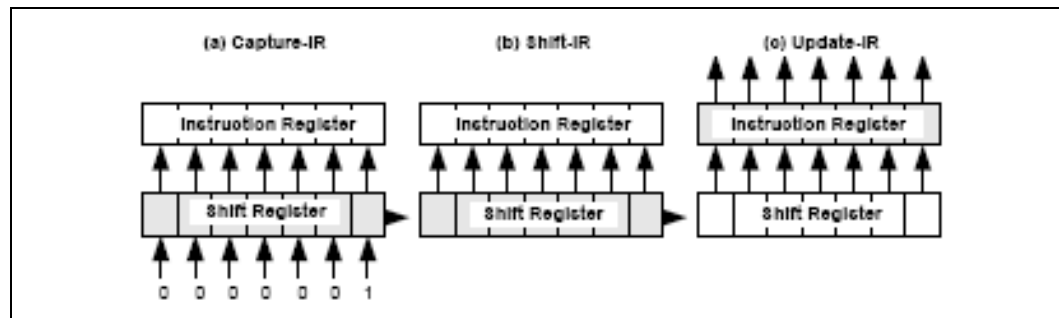 (a) Capture-IR
(b) Shift-IR
(c) Update-IR
Instruction Register
Instruction Register
Instruction Register
Shift Register
Shift Register
Shift Register
0 0 0 0 0 0 1